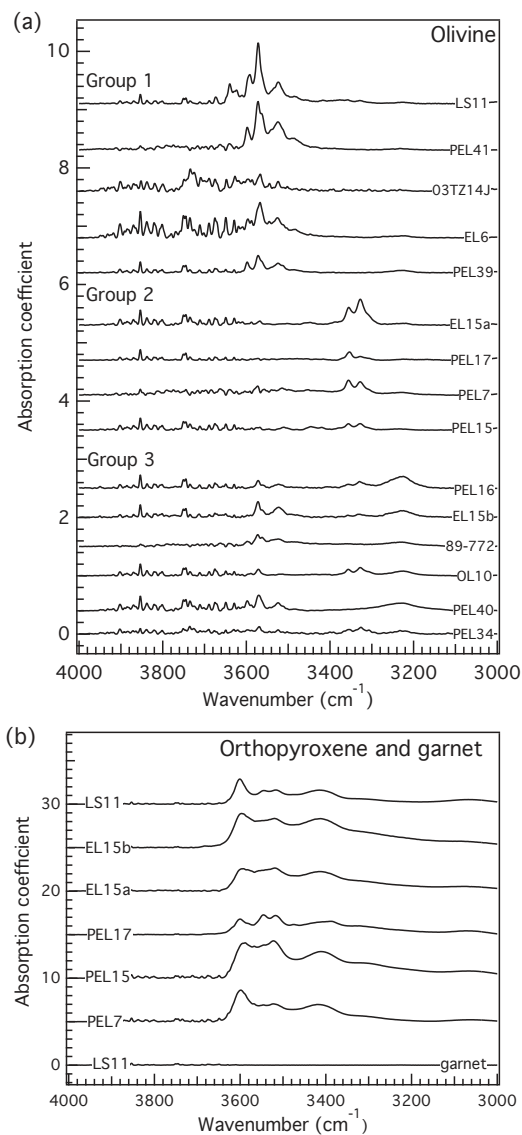 (a)
Olivine
10
Group 1
LS11
PEL41
8
03TZ14J
EL6
PEL39
6
Group 2
EL15a
PEL17
PEL7
4
PEL15
Group 3
PEL16
EL15b
2
89-772
OL10
PEL40
0
PEL34
4000 3800 3600 3400 3200 3000
Wavenumber (cm⁻¹)
Absorption coefficient
(b)
Orthopyroxene and garnet
30
LS11
EL15b
20
EL15a
PEL17
10
PEL15
PEL7
0
LS11
garnet
4000 3800 3600 3400 3200 3000
Wavenumber (cm⁻¹)
Absorption coefficient